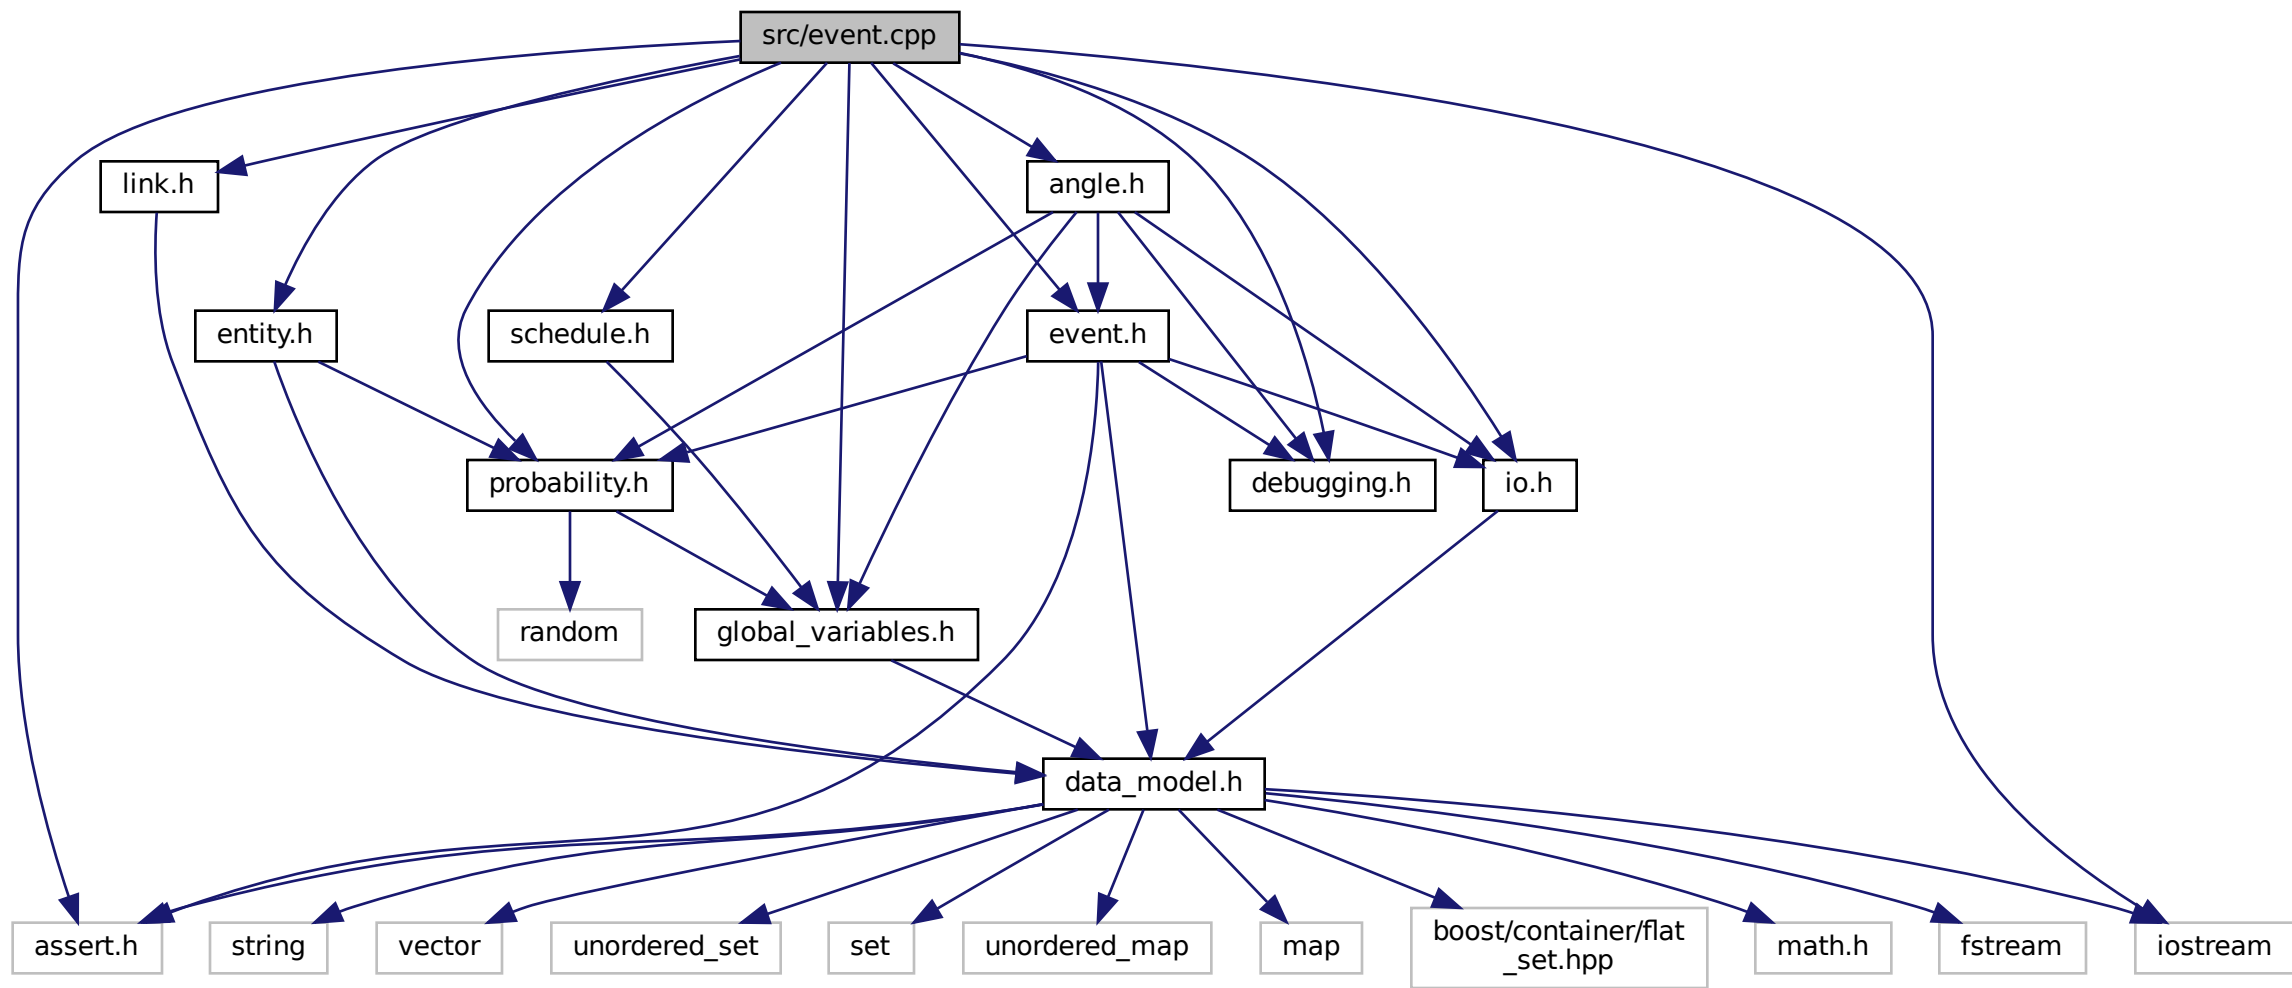 src/event.cpp
link.h
angle.h
entity.h
schedule.h
event.h
probability.h
debugging.h
io.h
random
global_variables.h
data_model.h
assert.h
string
vector
unordered_set
set
unordered_map
map
boost/container/flat
_set.hpp
math.h
fstream
iostream